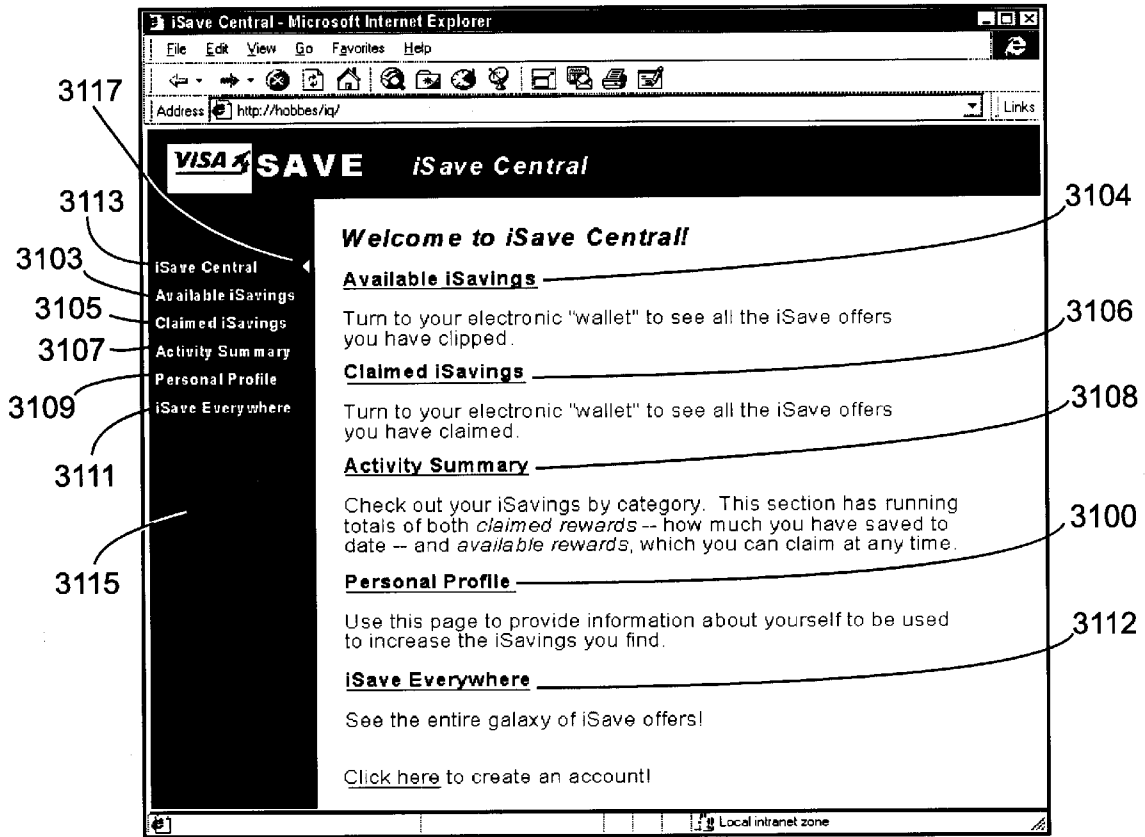 iSave Central - Microsoft Internet Explorer
File Edit View Go Favorites Help
Address http://hobbes/iq/ Links
VISA SAVE iSave Central
3117
3113
3103
3105
3107
3109
3111
3115
iSave Central
Available iSavings
Claimed iSavings
Activity Summary
Personal Profile
iSave Everywhere
Welcome to iSave Central!
Available iSavings
Turn to your electronic "wallet" to see all the iSave offers
you have clipped.
Claimed iSavings
Turn to your electronic "wallet" to see all the iSave offers
you have claimed.
Activity Summary
Check out your iSavings by category. This section has running
totals of both claimed rewards -- how much you have saved to
date -- and available rewards, which you can claim at any time.
Personal Profile
Use this page to provide information about yourself to be used
to increase the iSavings you find.
iSave Everywhere
See the entire galaxy of iSave offers!
Click here to create an account!
3104
3106
3108
3100
3112
Local intranet zone